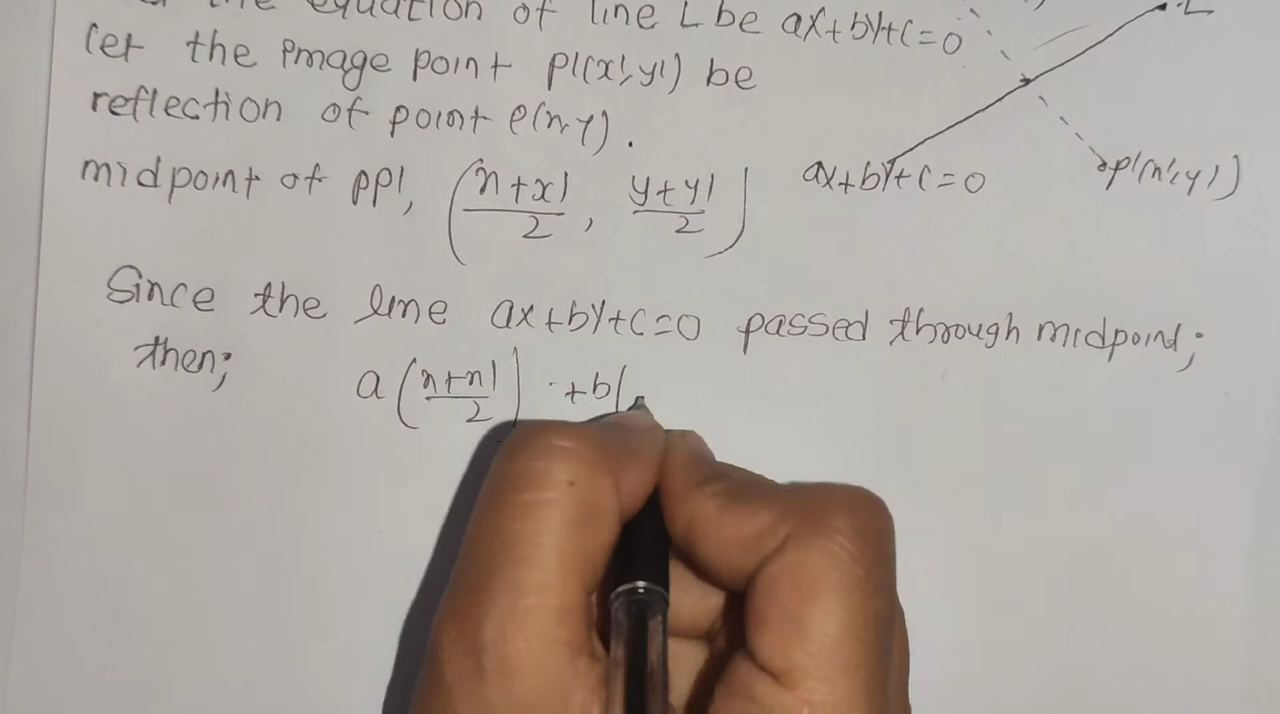 the equation of line L be ax+by+c=0
let the image point P'(x',y') be
reflection of point P(x,y).
midpoint of PP', (x+x'/2, y+y'/2)
L
ax+by+c=0
P'(x',y')
Since the line ax+by+c=0 passed through midpoint;
then; a(x+x'/2) +b(